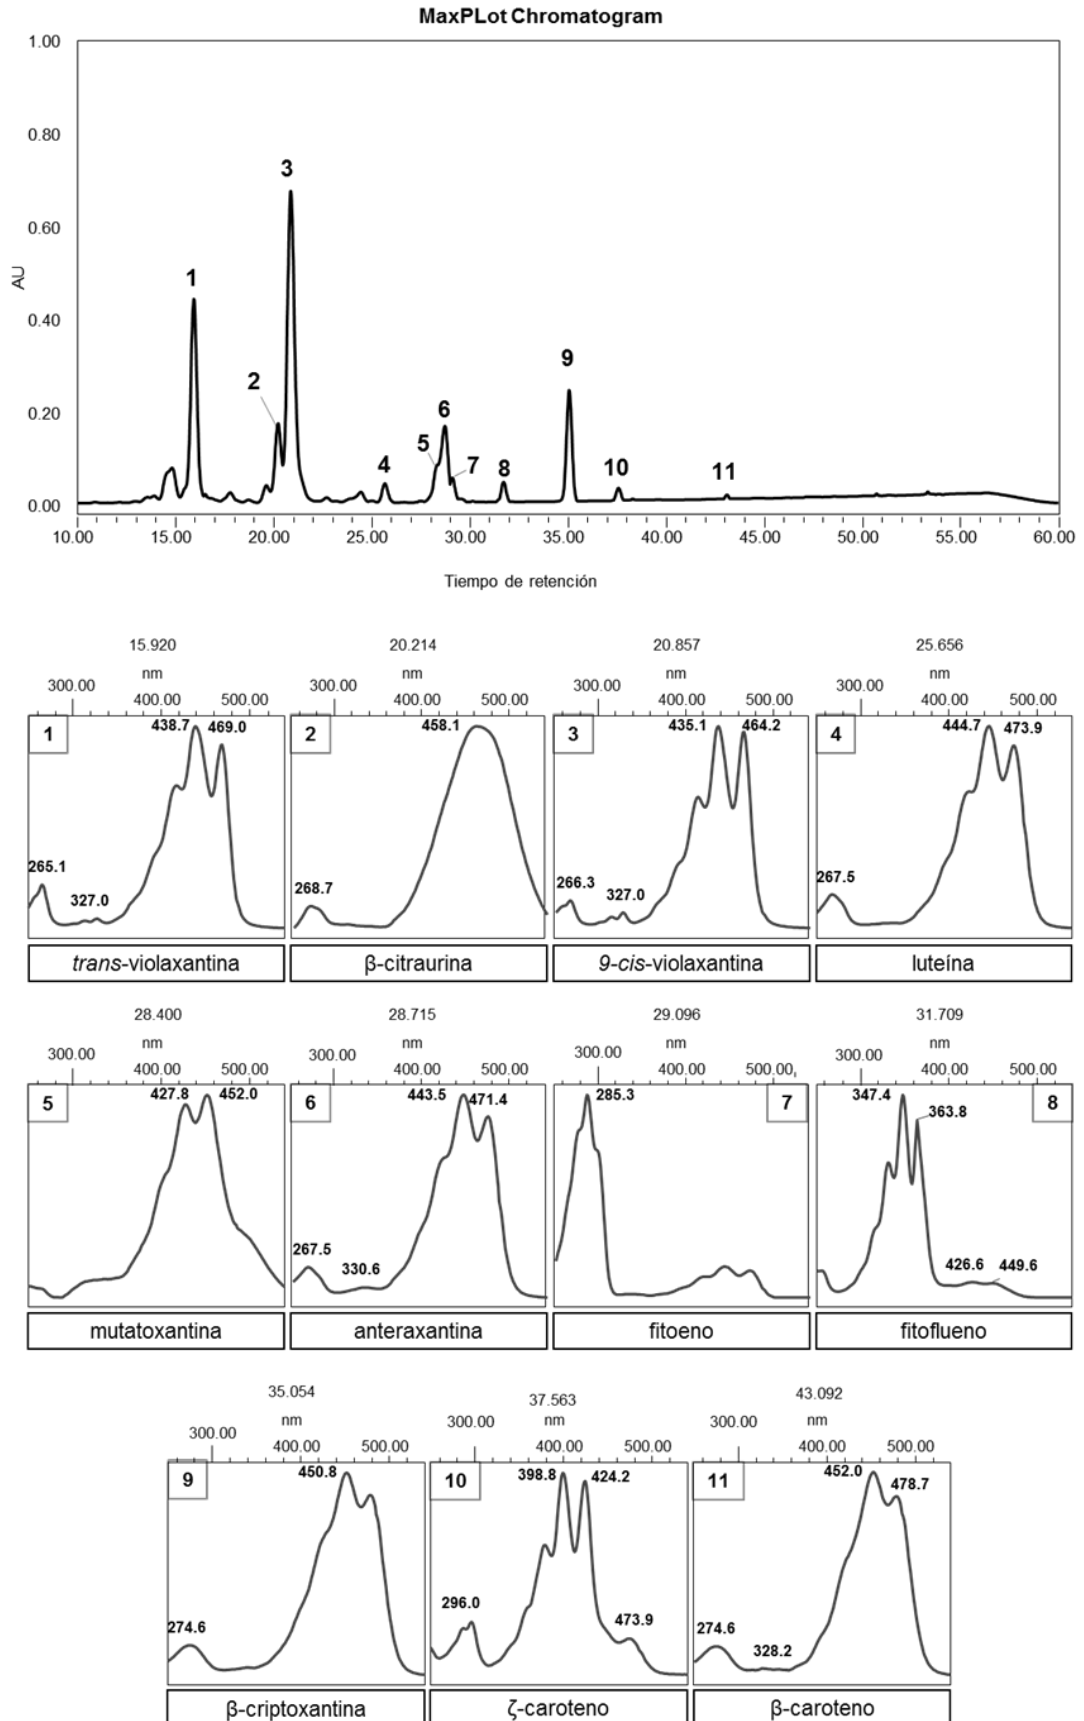 MaxPLot Chromatogram
1.00
0.80
3
0.60
AU
1
0.40
2
9
0.20
6
5
7
4
8
10
11
0.00
10.00 15.00 20.00 25.00 30.00 35.00 40.00 45.00 50.00 55.00 60.00
Tiempo de retención
15.920 20.214 20.857 25.656
nm nm nm nm
300.00 400.00 500.00 300.00 400.00 500.00 300.00 400.00 500.00 300.00 400.00 500.00
1 438.7 469.0 2 458.1 3 435.1 464.2 4 444.7 473.9
265.1 327.0 268.7 266.3 327.0 267.5
trans-violaxantina β-citraurina 9-cis-violaxantina luteína
28.400 28.715 29.096 31.709
nm nm nm nm
300.00 400.00 500.00 300.00 400.00 500.00 300.00 400.00 500.00 300.00 400.00 500.00
5 427.8 452.0 6 443.5 471.4 285.3 7 347.4 363.8 8
267.5 330.6 426.6 449.6
mutatoxantina anteraxantina fitoeno fitoflueno
35.054 37.563 43.092
nm nm nm
300.00 400.00 500.00 300.00 400.00 500.00 300.00 400.00 500.00
9 450.8 10 398.8 424.2 11 452.0 478.7
274.6 296.0 473.9 274.6 328.2
β-criptoxantina ζ-caroteno β-caroteno